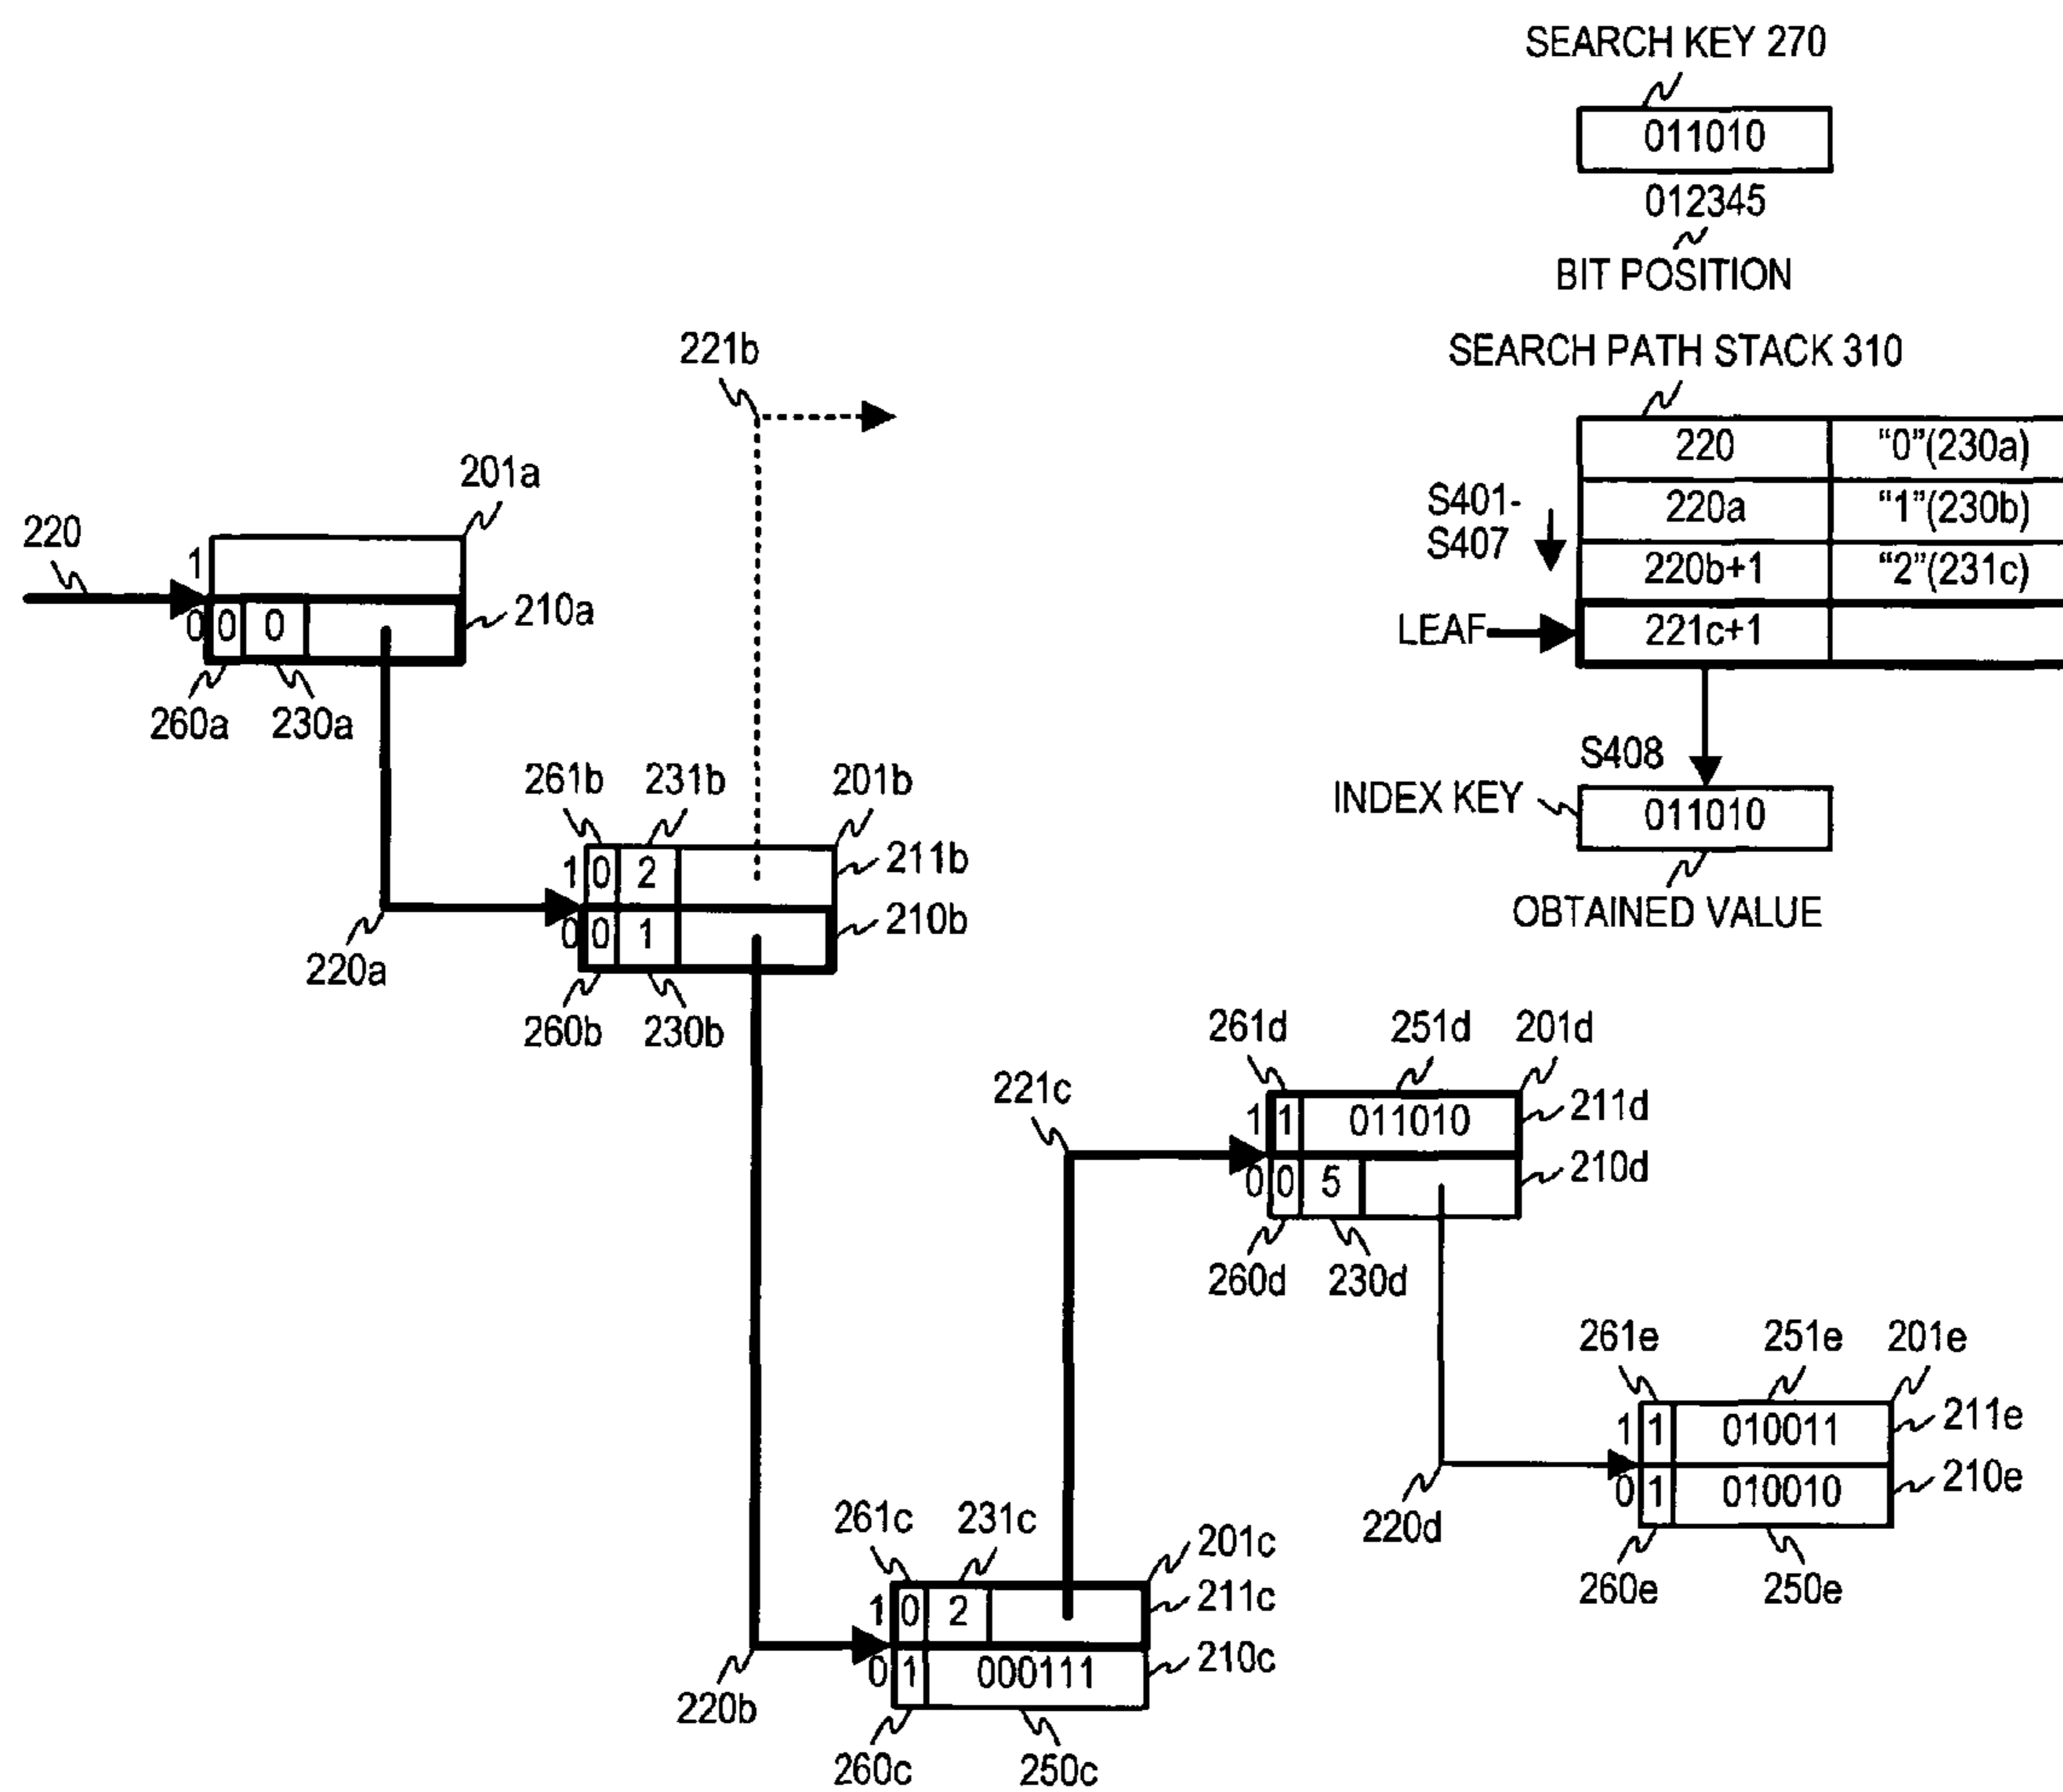 SEARCH KEY 270
011010
012345
BIT POSITION
221b
SEARCH PATH STACK 310
220 "0"(230a)
220a "1"(230b)
220b+1 "2"(231c)
221c+1
S401-
S407
LEAF
S408
INDEX KEY
011010
OBTAINED VALUE
201a
220
1
0 0 0
210a
260a 230a
261b 231b 201b
1 0 2
211b
0 0 1
210b
220a
260b 230b
261d 251d 201d
221c
1 1 011010
211d
0 0 5
210d
260d 230d
261e 251e 201e
1 1 010011
211e
0 1 010010
210e
220d
260e 250e
261c 231c 201c
1 0 2
211c
0 1 000111
210c
220b
260c 250c